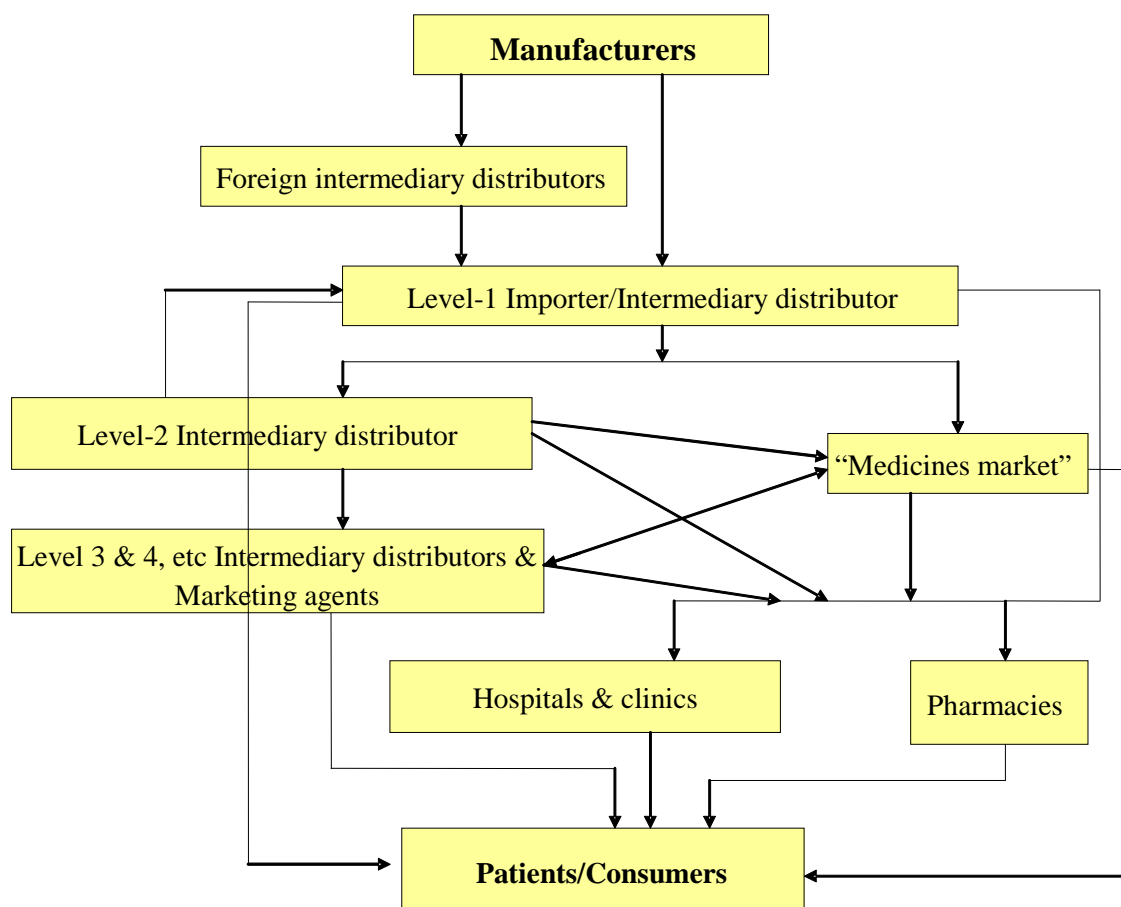 Manufacturers
Foreign intermediary distributors
Level-1 Importer/Intermediary distributor
Level-2 Intermediary distributor
“Medicines market”
Level 3 & 4, etc Intermediary distributors &
Marketing agents
Hospitals & clinics
Pharmacies
Patients/Consumers